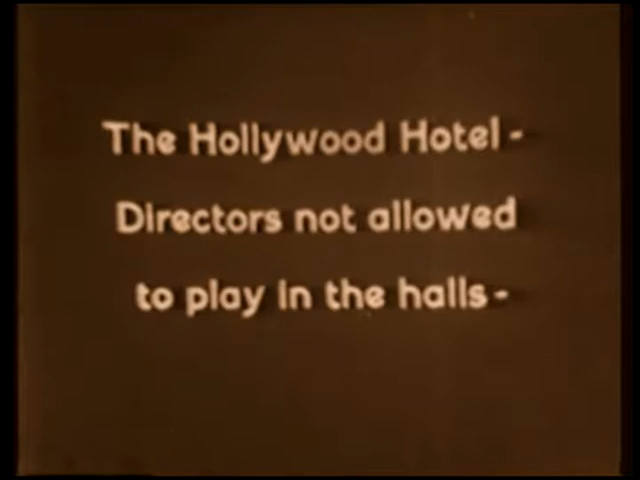 The Hollywood Hotel -
Directors not allowed
to play in the halls -